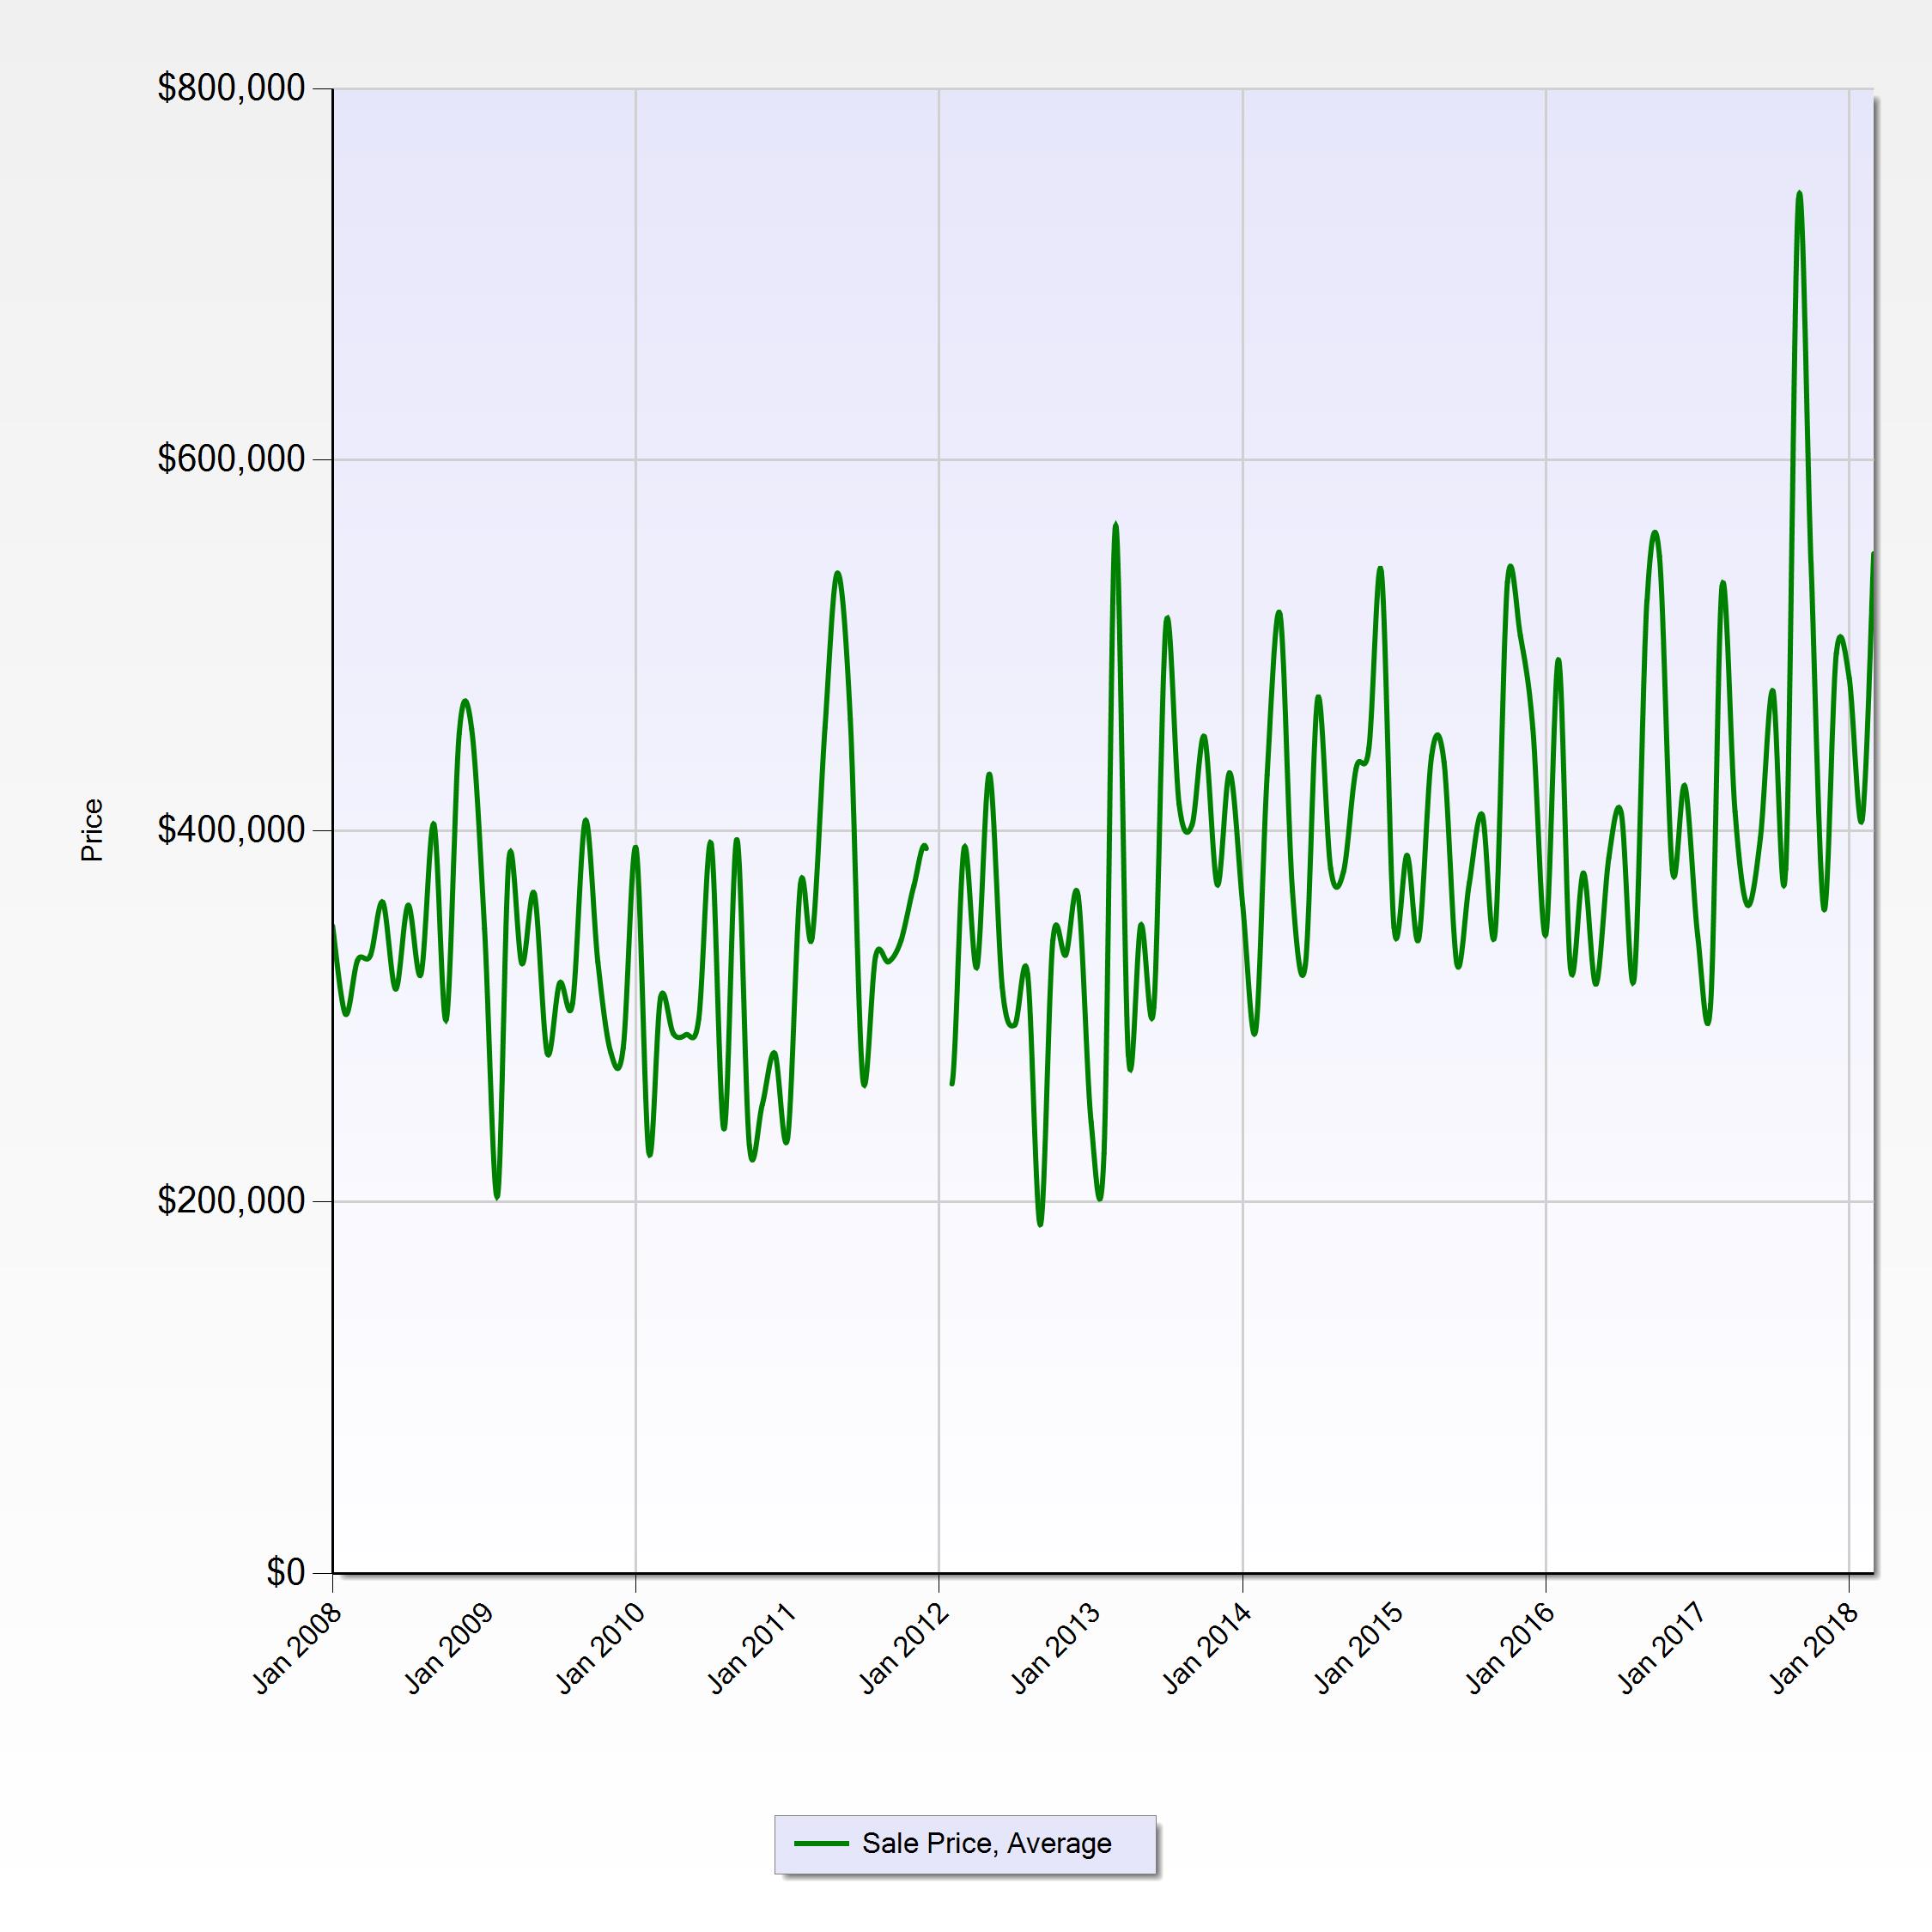 $800,000
$600,000
$400,000
$200,000
$0
Price
Jan 2008
Jan 2009
Jan 2010
Jan 2011
Jan 2012
Jan 2013
Jan 2014
Jan 2015
Jan 2016
Jan 2017
Jan 2018
Sale Price, Average